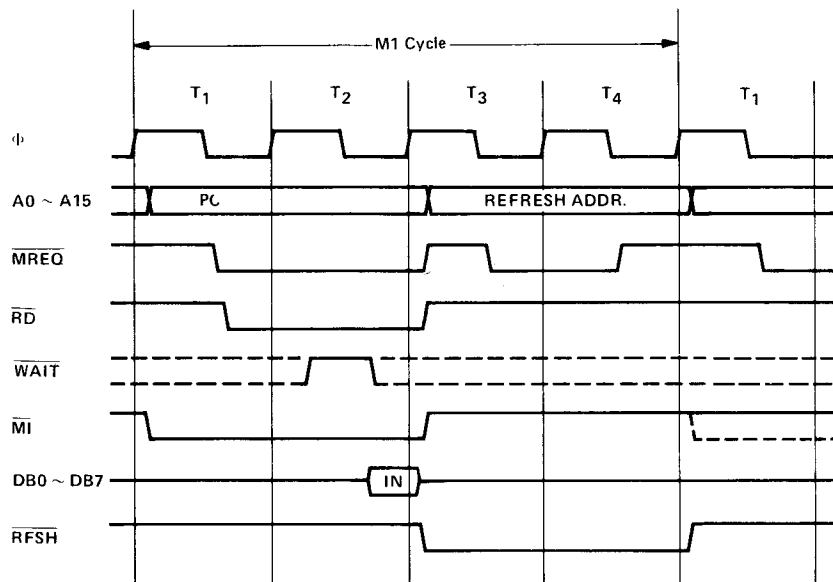 M1 Cycle
T1 T2 T3 T4 T1
Φ
A0 ~ A15 PC REFRESH ADDR.
MREQ
RD
WAIT
MI
DB0 ~ DB7 IN
RFSH